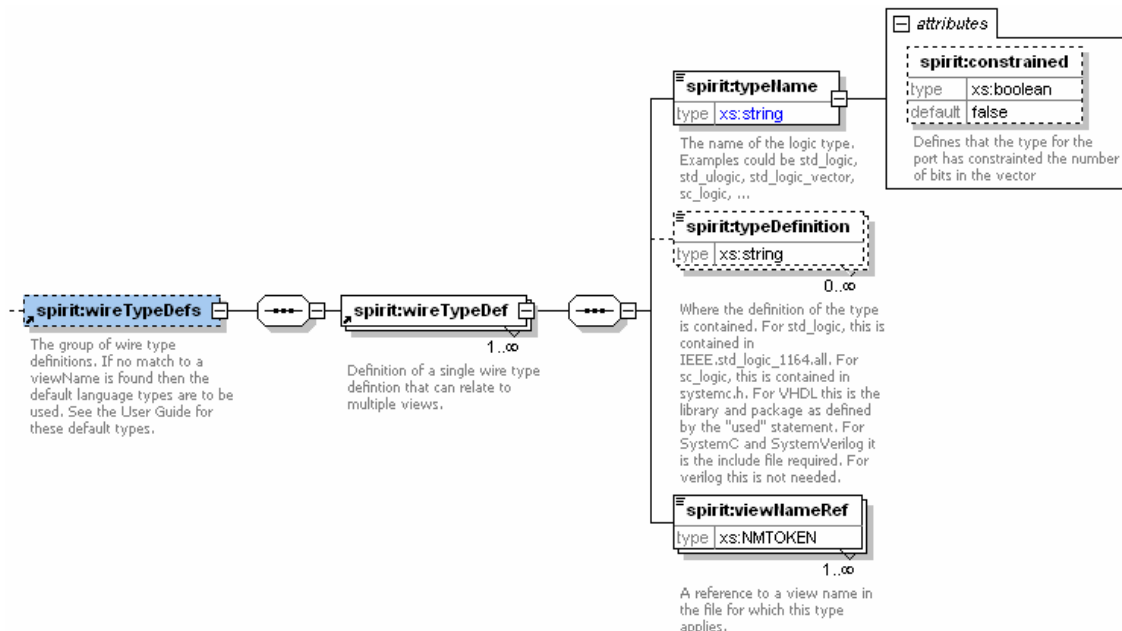 attributes
spirit:constrained
type xs:boolean
default false
Defines that the type for the
port has constrainted the number
of bits in the vector
spirit:typeName
type xs:string
The name of the logic type.
Examples could be std_logic,
std_ulogic, std_logic_vector,
sc_logic, ...
spirit:typeDefinition
type xs:string
0..∞
Where the definition of the type
is contained. For std_logic, this is
contained in
IEEE.std_logic_1164.all. For
sc_logic, this is contained in
systemc.h. For VHDL this is the
library and package as defined
by the "used" statement. For
SystemC and SystemVerilog it
is the include file required. For
verilog this is not needed.
spirit:wireTypeDefs
The group of wire type
definitions. If no match to a
viewName is found then the
default language types are to be
used. See the User Guide for
these default types.
spirit:wireTypeDef
1..∞
Definition of a single wire type
defintion that can relate to
multiple views.
spirit:viewNameRef
type xs:NMTOKEN
1..∞
A reference to a view name in
the file for which this type
applies.